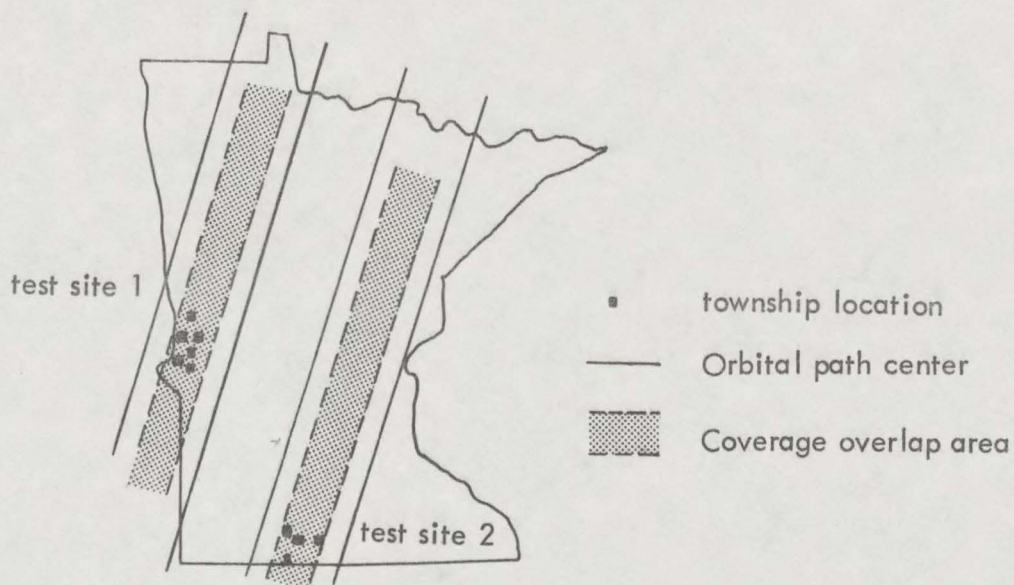 test site 1
township location
Orbital path center
Coverage overlap area
test site 2